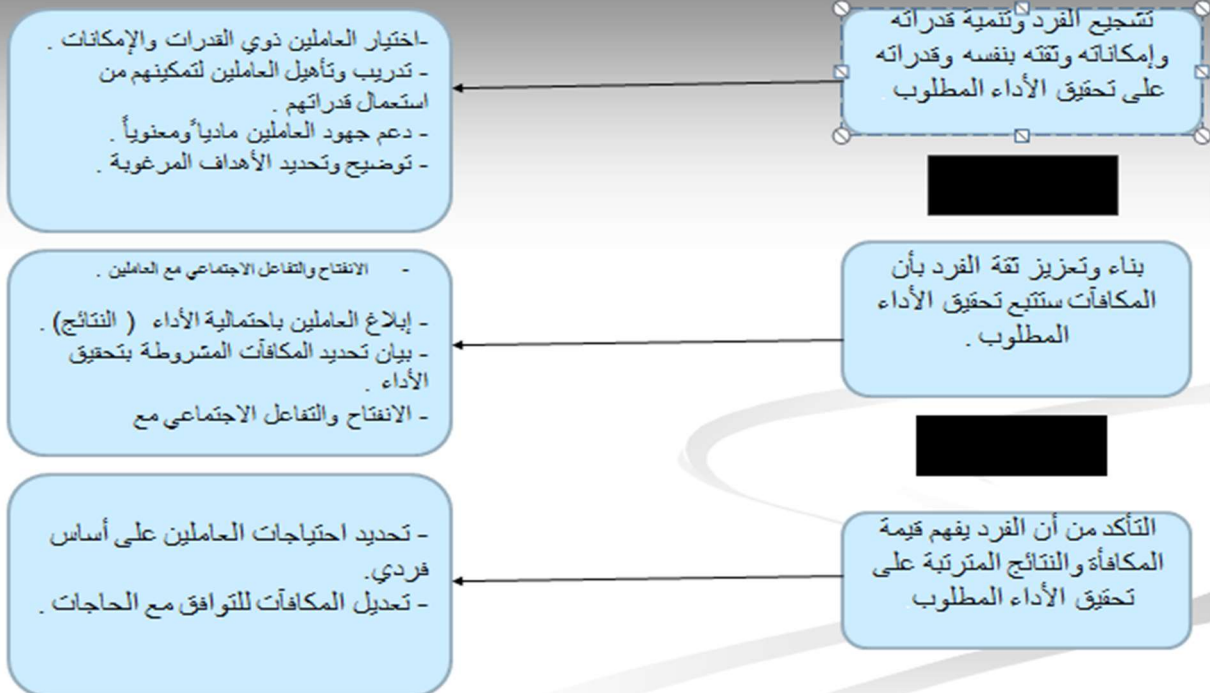 تشجيع الفرد وتنمية قدراته
وإمكاناته وثقته بنفسه وقدراته
على تحقيق الأداء المطلوب
-اختيار العاملين ذوي القدرات والإمكانات .
- تدريب وتأهيل العاملين لتمكينهم من
استعمال قدراتهم .
- دعم جهود العاملين مادياً ومعنوياً .
- توضيح وتحديد الأهداف المرغوبة .
بناء وتعزيز ثقة الفرد بأن
المكافآت ستتبع تحقيق الأداء
المطلوب .
- الانفتاح والتفاعل الاجتماعي مع العاملين .
- إبلاغ العاملين باحتمالية الأداء ( النتائج) .
- بيان تحديد المكافآت المشروطة بتحقيق
الأداء .
- الانفتاح والتفاعل الاجتماعي مع
التأكد من أن الفرد يفهم قيمة
المكافأة والنتائج المترتبة على
تحقيق الأداء المطلوب
- تحديد احتياجات العاملين على أساس
فردي.
- تعديل المكافآت للتوافق مع الحاجات .